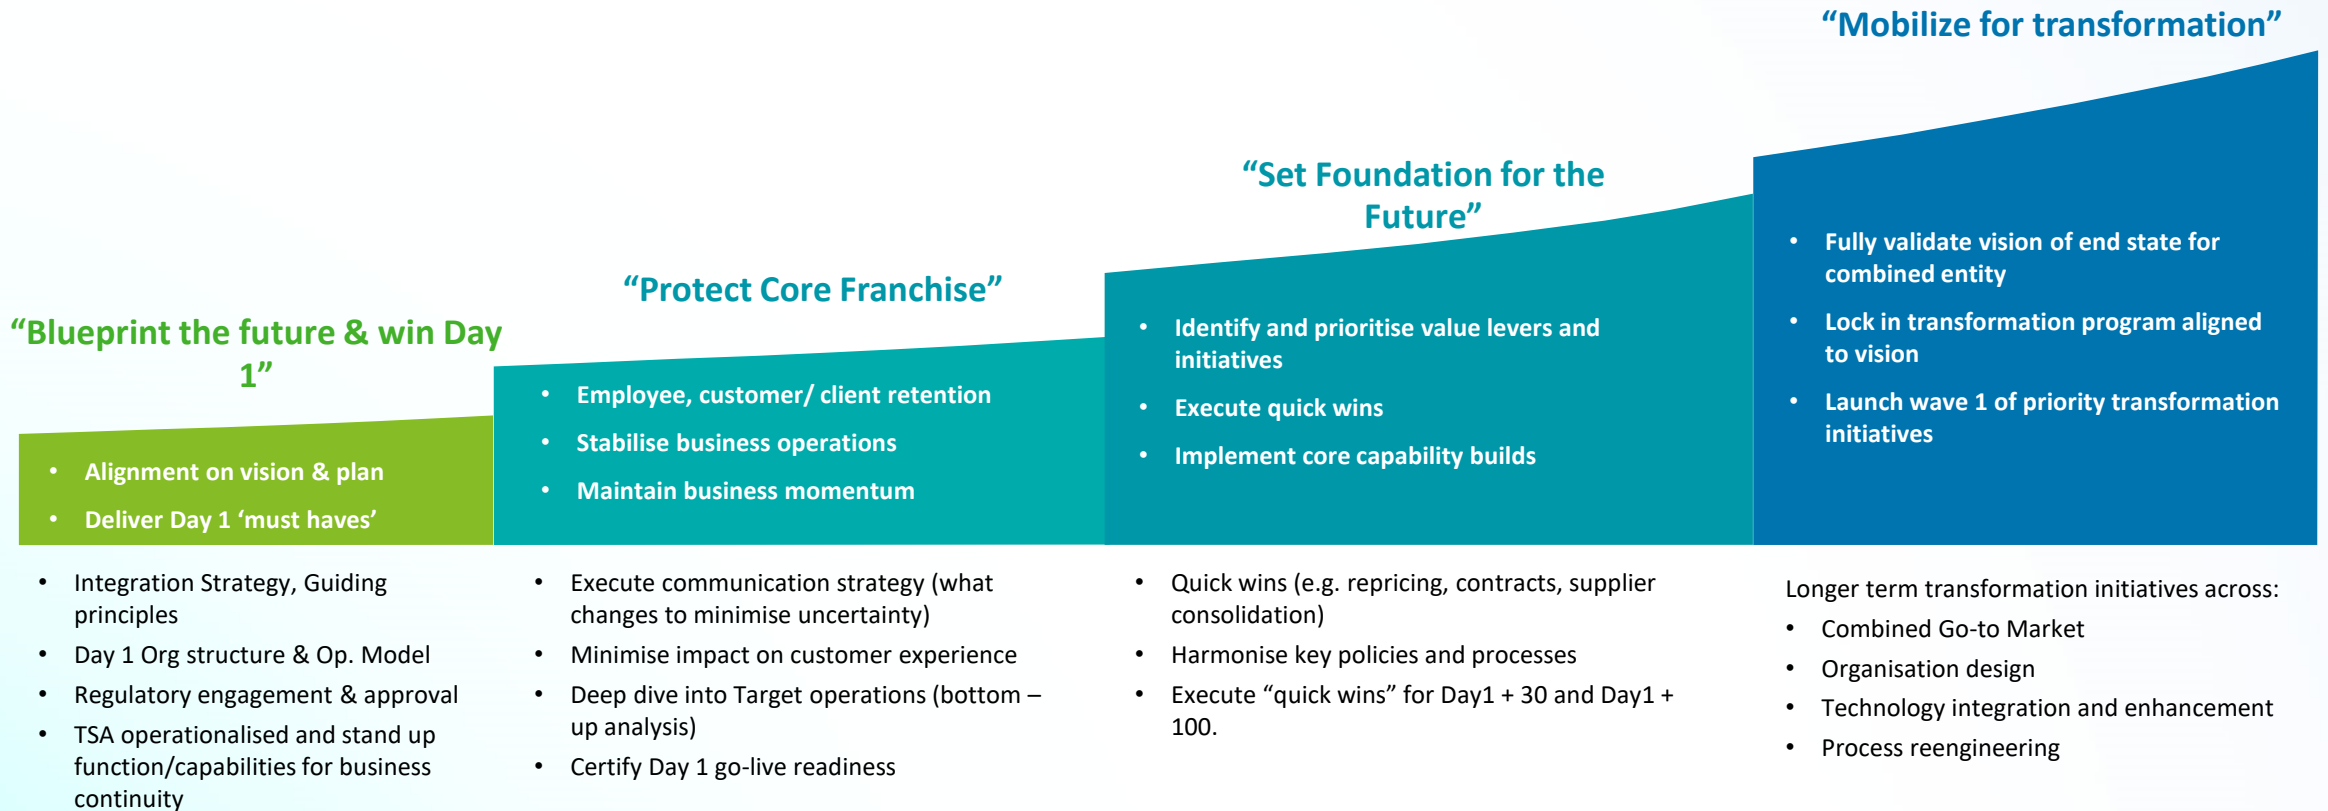 “Blueprint the future & win Day
1”
• Alignment on vision & plan
• Deliver Day 1 ‘must haves’
• Integration Strategy, Guiding
principles
• Day 1 Org structure & Op. Model
• Regulatory engagement & approval
• TSA operationalised and stand up
function/capabilities for business
continuity
“Protect Core Franchise”
• Employee, customer/ client retention
• Stabilise business operations
• Maintain business momentum
• Execute communication strategy (what
changes to minimise uncertainty)
• Minimise impact on customer experience
• Deep dive into Target operations (bottom –
up analysis)
• Certify Day 1 go-live readiness
“Set Foundation for the
Future”
• Identify and prioritise value levers and
initiatives
• Execute quick wins
• Implement core capability builds
• Quick wins (e.g. repricing, contracts, supplier
consolidation)
• Harmonise key policies and processes
• Execute “quick wins” for Day1 + 30 and Day1 +
100.
“Mobilize for transformation”
• Fully validate vision of end state for
combined entity
• Lock in transformation program aligned
to vision
• Launch wave 1 of priority transformation
initiatives
Longer term transformation initiatives across:
• Combined Go-to Market
• Organisation design
• Technology integration and enhancement
• Process reengineering